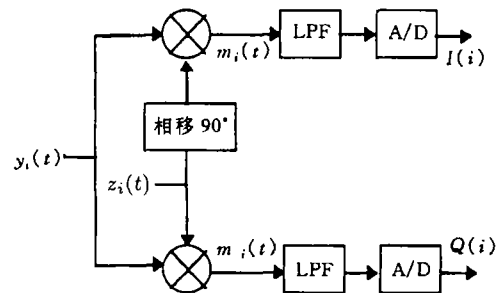 LPF
A/D
m_i(t)
I(i)
相移 90°
y_i(t)
z_i(t)
m_i(t)
Q(i)
LPF
A/D